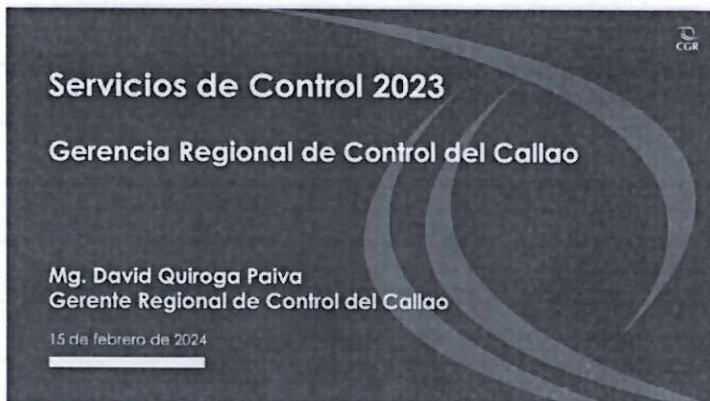 CGR
Servicios de Control 2023
Gerencia Regional de Control del Callao
Mg. David Quiroga Paiva
Gerente Regional de Control del Callao
15 de febrero de 2024